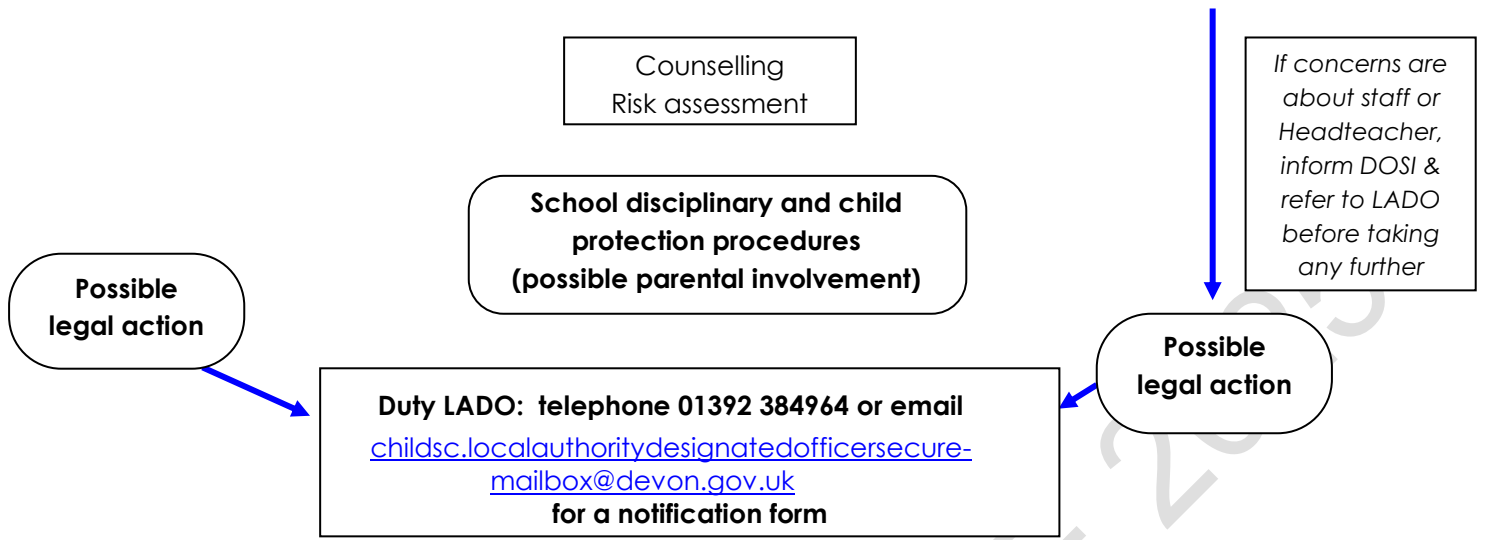 Counselling
Risk assessment
If concerns are
about staff or
Headteacher,
inform DOSI &
refer to LADO
before taking
any further
School disciplinary and child
protection procedures
(possible parental involvement)
Possible
legal action
Possible
legal action
Duty LADO: telephone 01392 384964 or email
childsc.localauthoritydesignatedofficersecure-
mailbox@devon.gov.uk
for a notification form